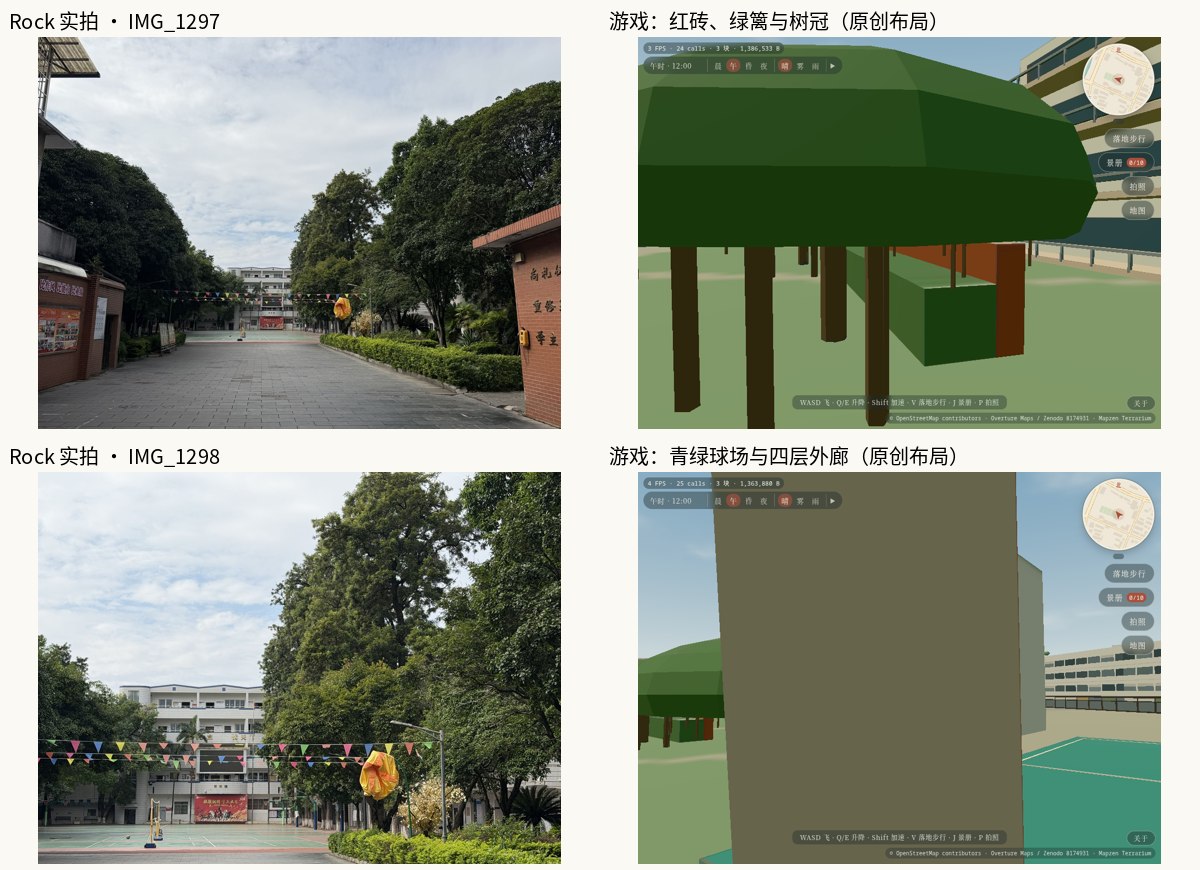 Rock 实拍 · IMG_1297
游戏：红砖、绿篱与树冠（原创布局）
3 FPS · 24 calls · 3 块 · 1,386,533 B
午时 · 12:00 晨 午 昏 夜 晴 雾 雨 ▶
落地步行
景册 0/10
拍照
地图
WASD 飞 · Q/E 升降 · Shift 加速 · V 落地步行 · J 景册 · P 拍照
关于
© OpenStreetMap contributors · Overture Maps / Zenodo 8174931 · Mapzen Terrarium
Rock 实拍 · IMG_1298
游戏：青绿球场与四层外廊（原创布局）
4 FPS · 25 calls · 3 块 · 1,363,880 B
午时 · 12:00 晨 午 昏 夜 晴 雾 雨 ▶
落地步行
景册 0/10
拍照
地图
WASD 飞 · Q/E 升降 · Shift 加速 · V 落地步行 · J 景册 · P 拍照
关于
© OpenStreetMap contributors · Overture Maps / Zenodo 8174931 · Mapzen Terrarium